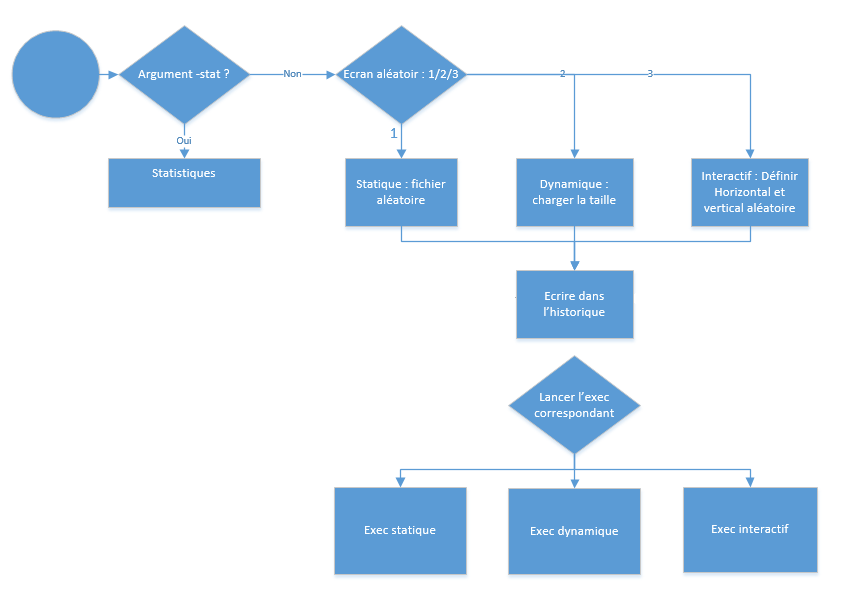 Argument -stat ?
Non
Ecran aléatoir : 1/2/3
2
3
Oui
1
Statistiques
Statique : fichier
aléatoire
Dynamique :
charger la taille
Interactif : Définir
Horizontal et
vertical aléatoire
Ecrire dans
l'historique
Lancer l'exec
correspondant
Exec statique
Exec dynamique
Exec interactif